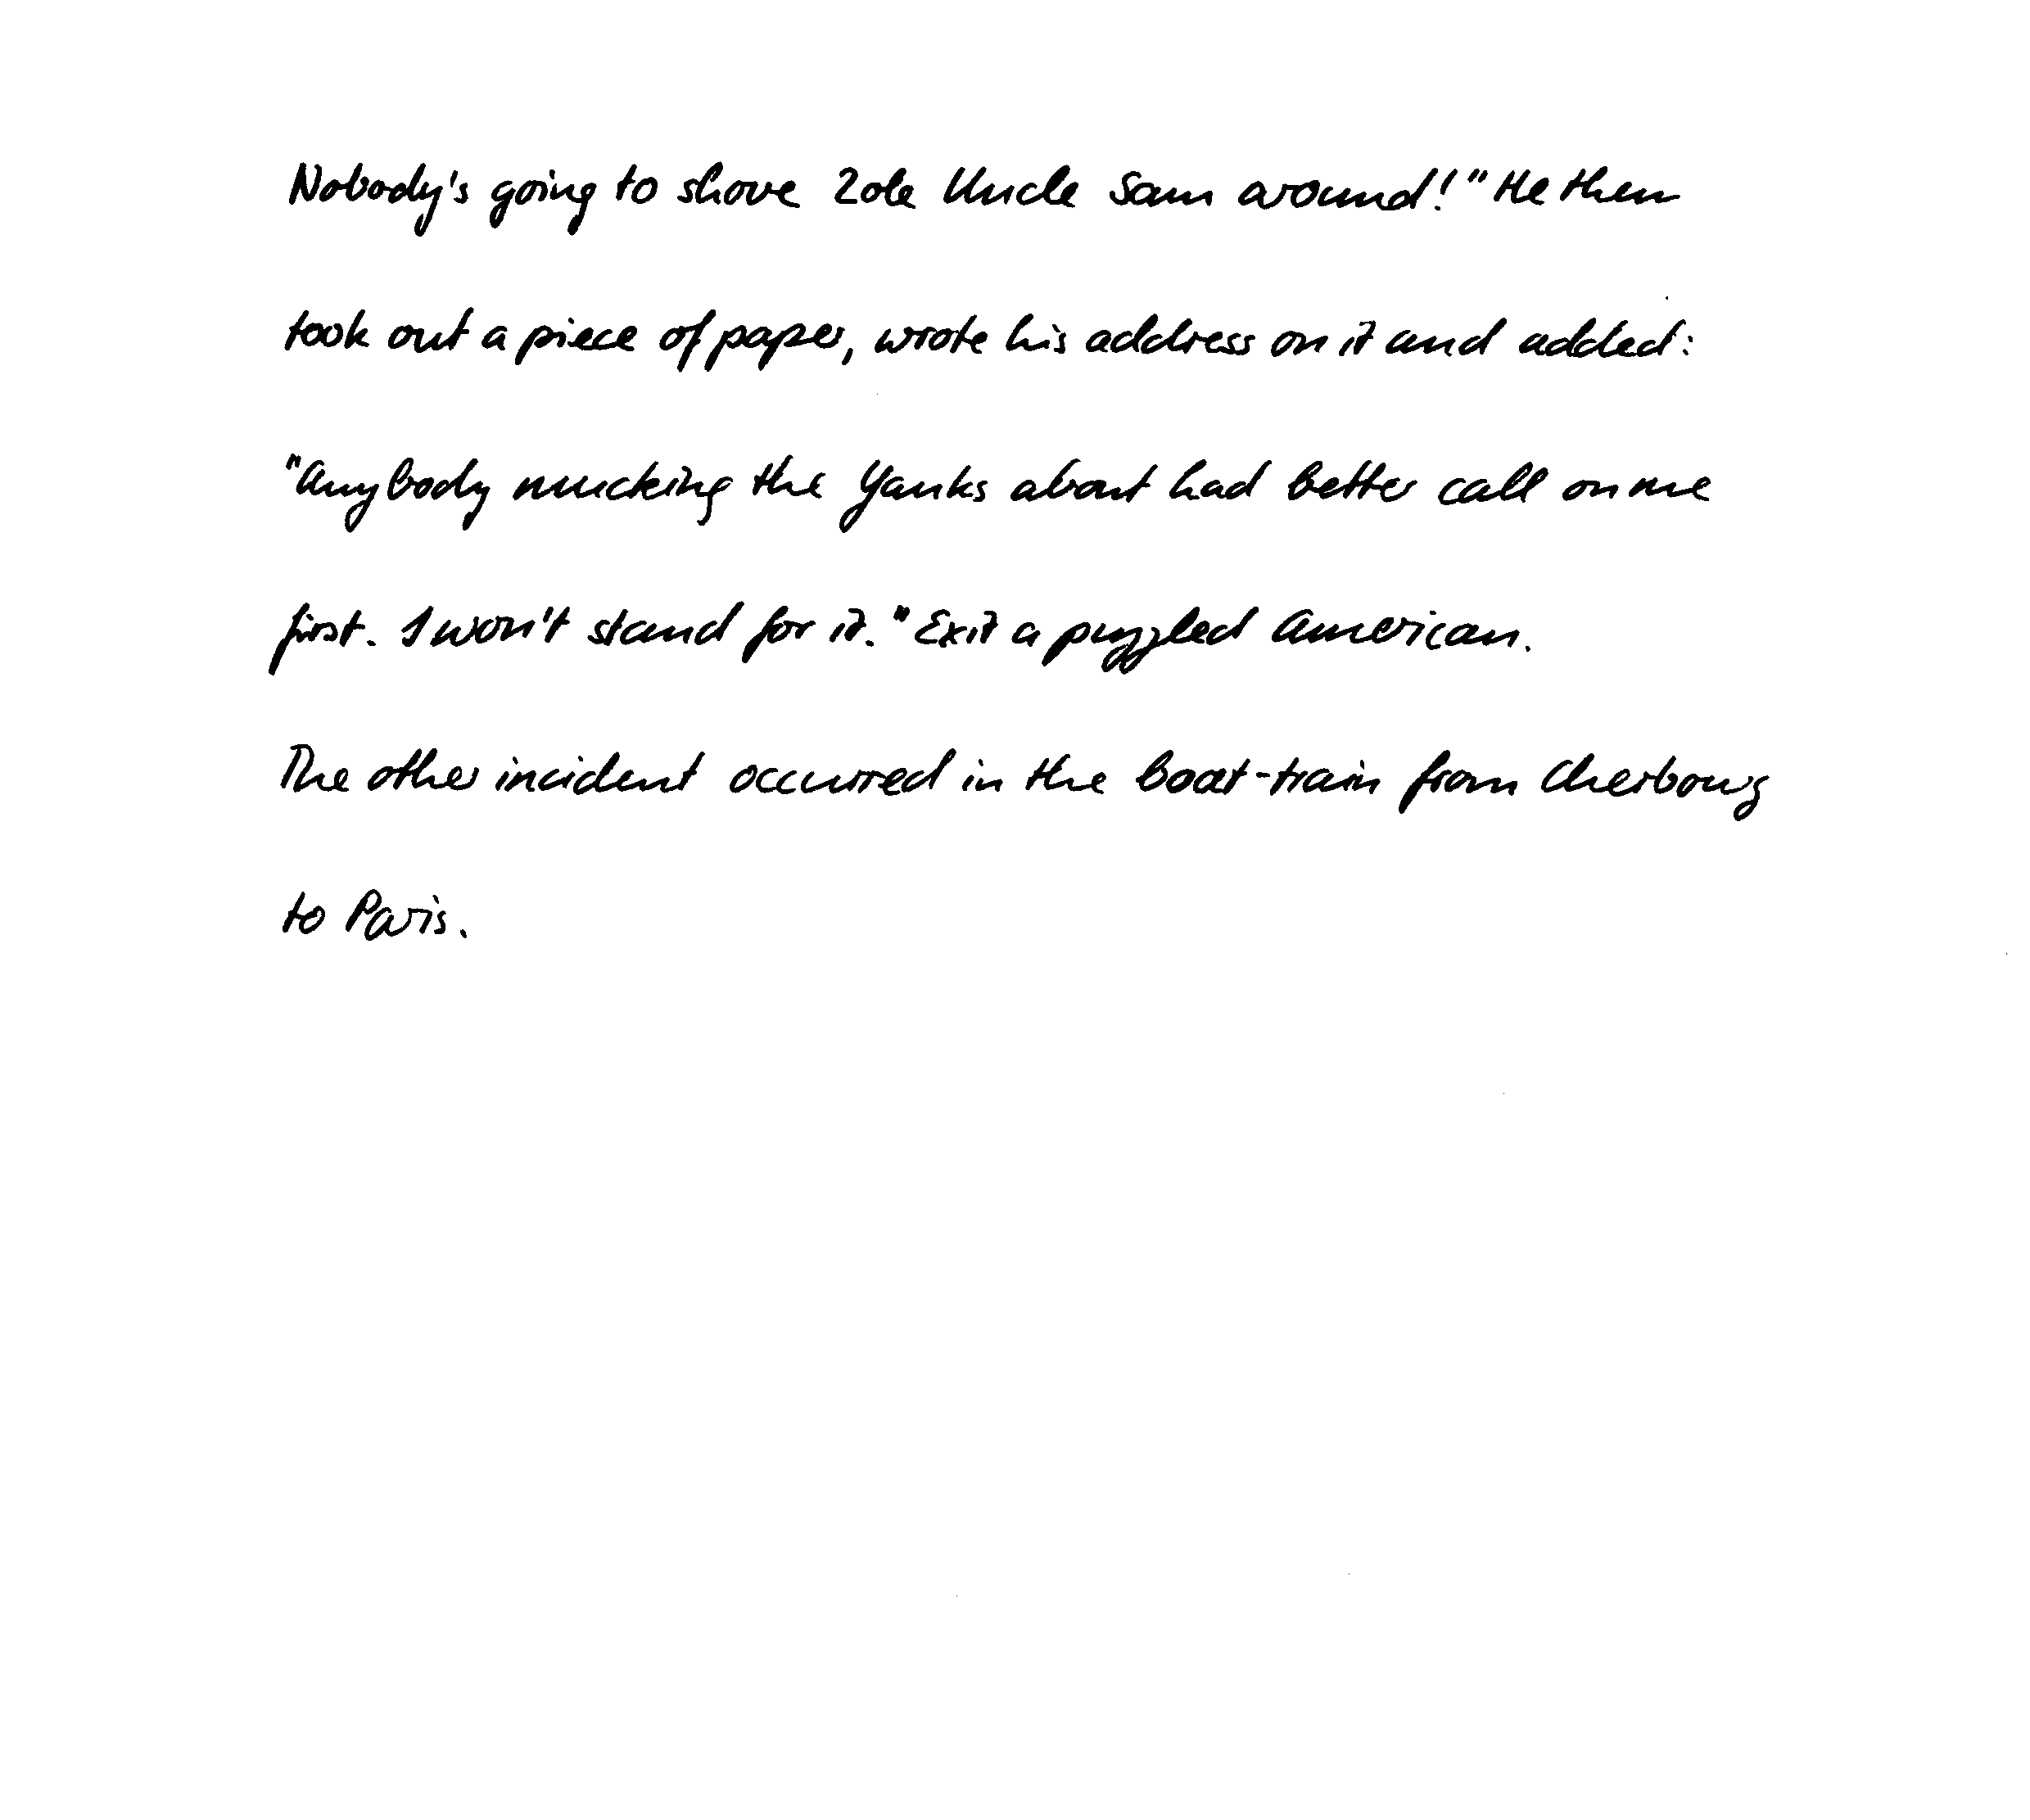 Nobody's going to shove 2ole Uncle Sam around!" He then
took out a piece of paper, wrote his address on it and added:
"Anybody mucking the Yanks about had better call on me
first. I won't stand for it." Exit a puzzled American.
The other incident occurred in the boat-train from Cherbourg
to Paris.